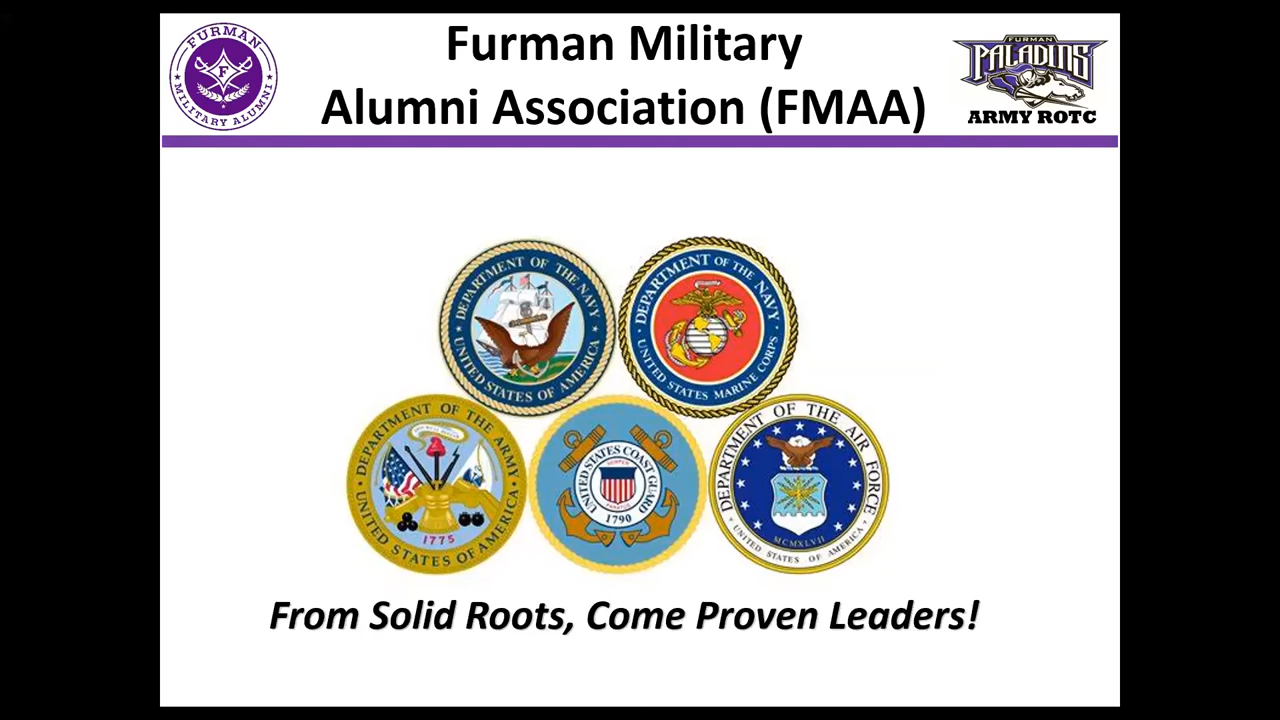 Furman Military
Alumni Association (FMAA)
FURMAN
MILITARY ALUMNI
F
FURMAN
PALADINS
ARMY ROTC
DEPARTMENT OF THE NAVY
UNITED STATES OF AMERICA
DEPARTMENT OF THE NAVY
UNITED STATES MARINE CORPS
DEPARTMENT OF THE ARMY
UNITED STATES OF AMERICA
1775
UNITED STATES COAST GUARD
1790
DEPARTMENT OF THE AIR FORCE
MCMXLVII
UNITED STATES OF AMERICA
From Solid Roots, Come Proven Leaders!